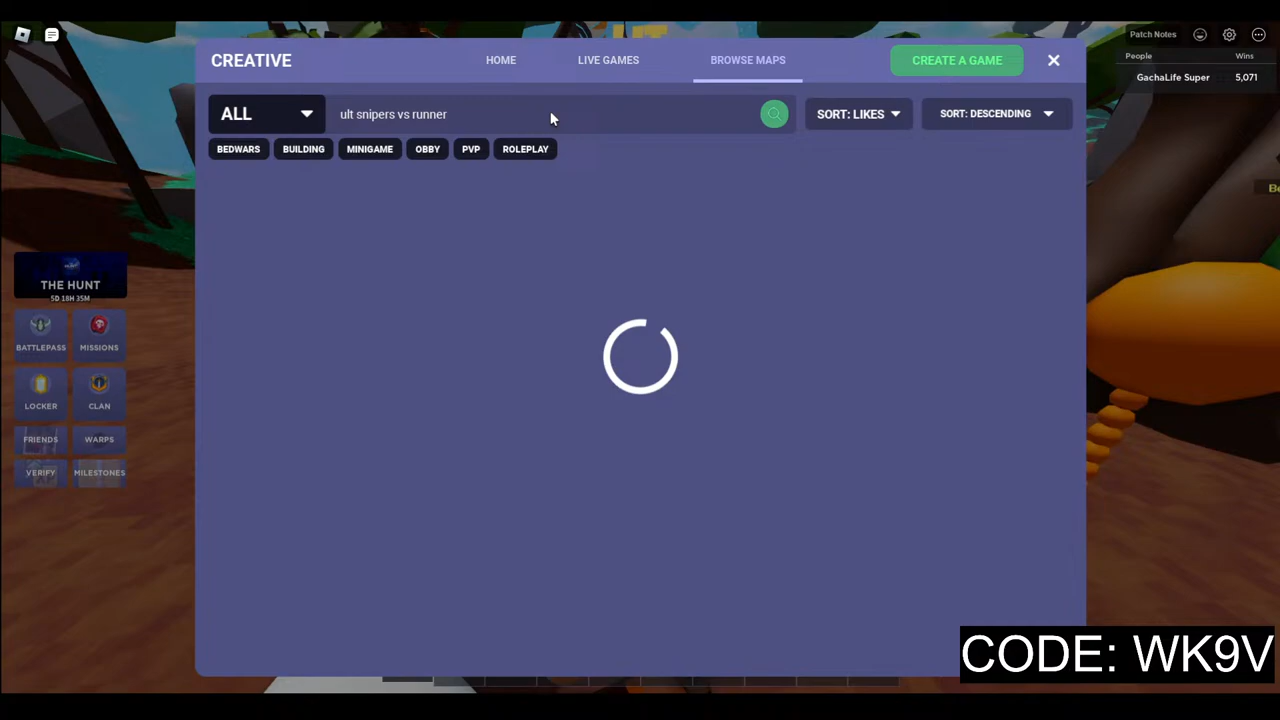 CREATIVE
HOME
LIVE GAMES
BROWSE MAPS
CREATE A GAME
Patch Notes
People Wins
GachaLife Super 5,071
ALL
ult snipers vs runner
SORT: LIKES
SORT: DESCENDING
BEDWARS
BUILDING
MINIGAME
OBBY
PVP
ROLEPLAY
THE HUNT
5D 18H 35M
BATTLEPASS
MISSIONS
LOCKER
CLAN
FRIENDS
WARPS
VERIFY
MILESTONES
CODE: WK9V